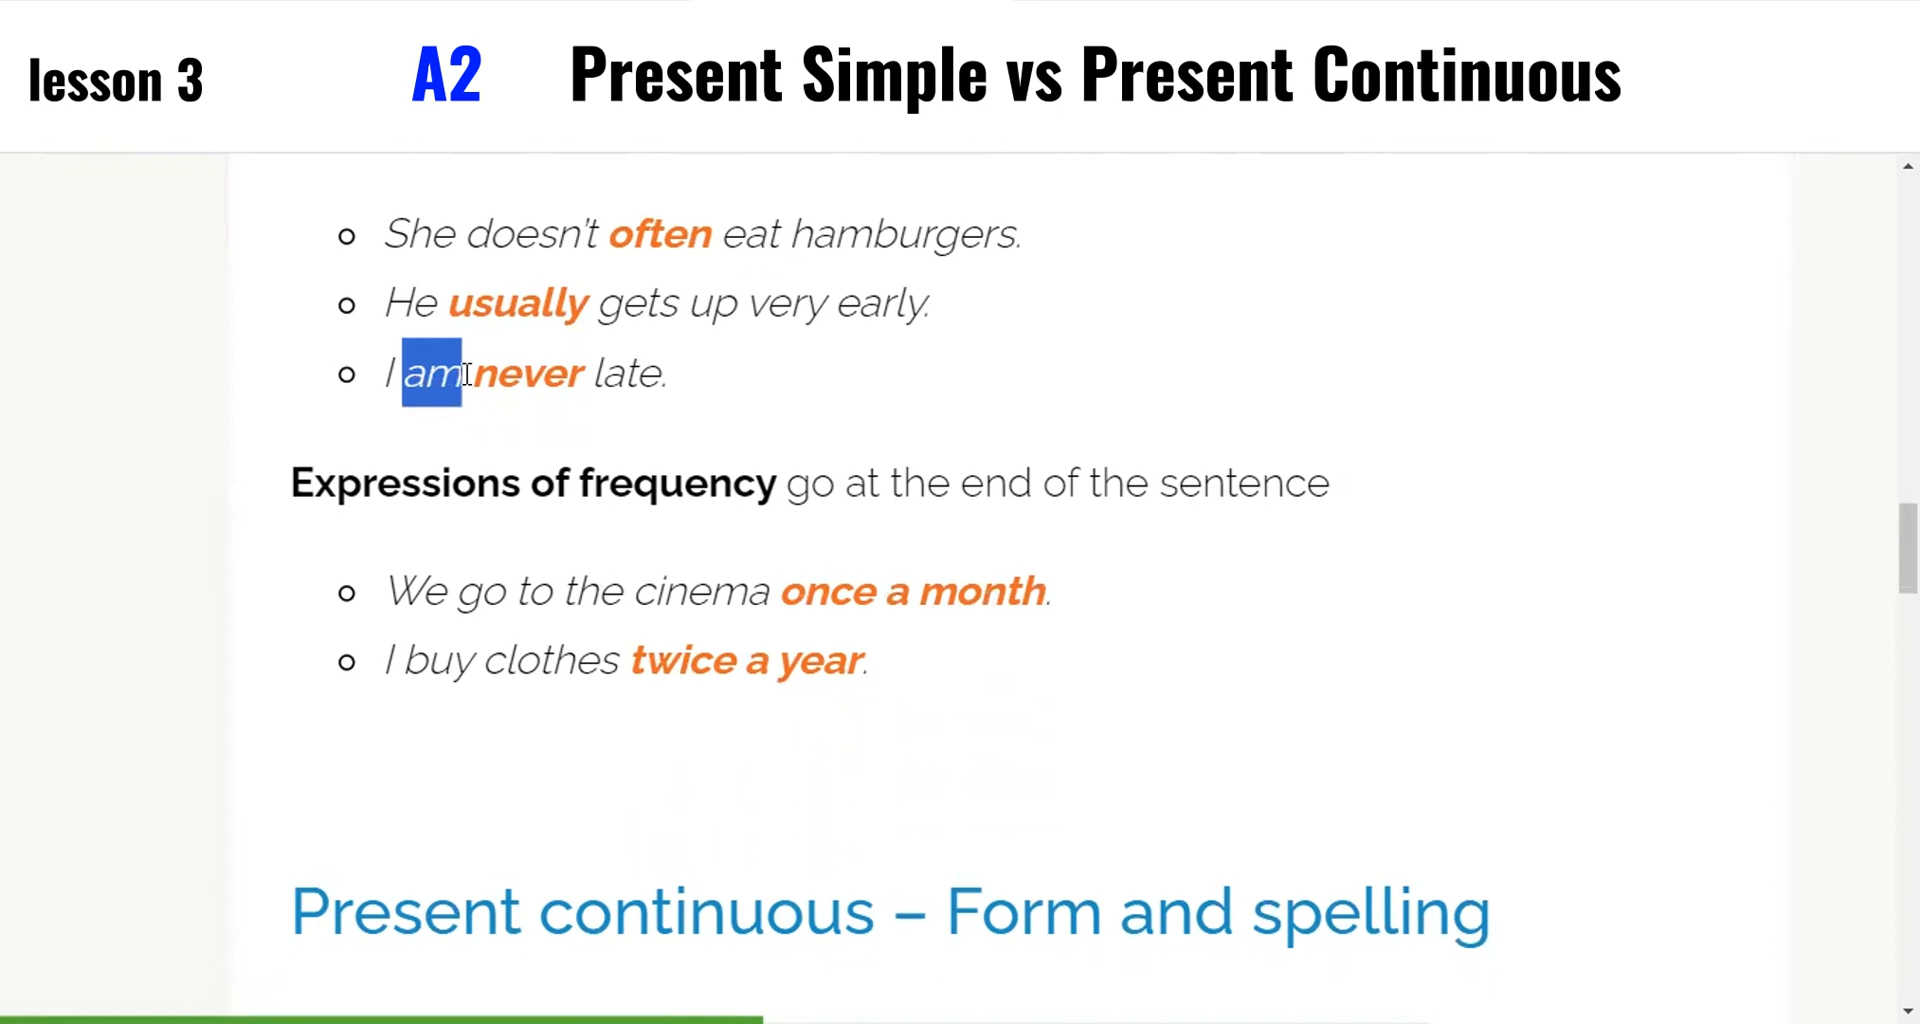 lesson 3 A2 Present Simple vs Present Continuous
She doesn't often eat hamburgers.
He usually gets up very early.
I am never late.
Expressions of frequency go at the end of the sentence
We go to the cinema once a month.
I buy clothes twice a year.
Present continuous – Form and spelling